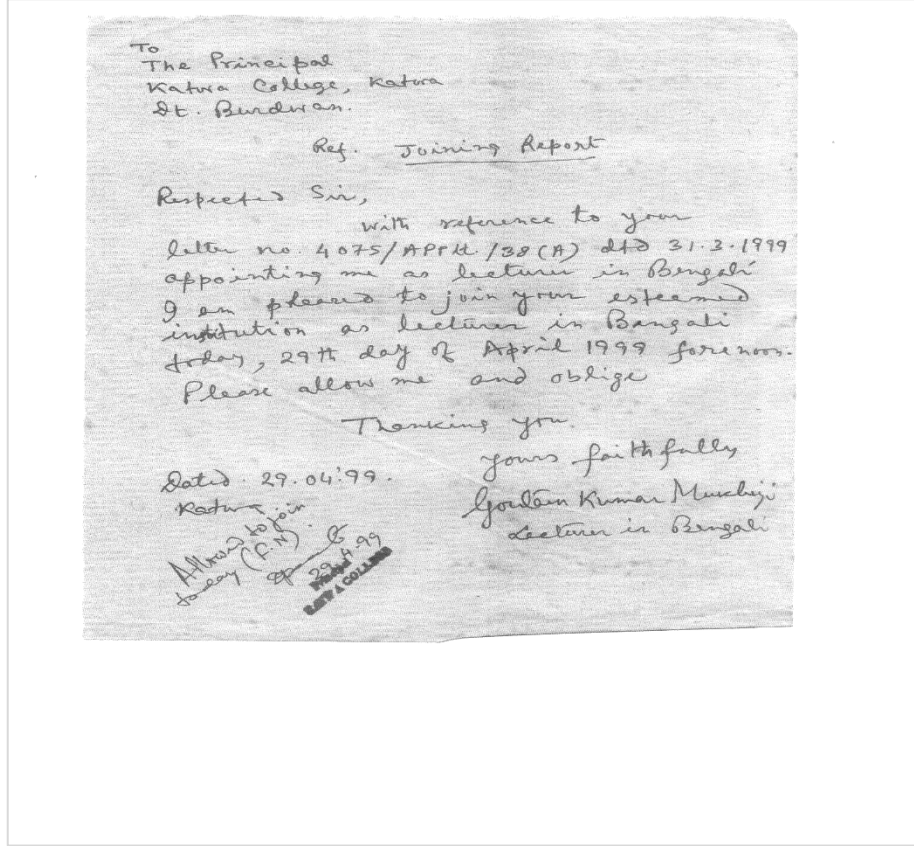 To
The Principal
Katwa College, Katwa
Dt. Burdwan.
Ref. Joining Report
Respected Sir,
With reference to your
letter no. 4075/APPtt./38(A) dtd 31.3.1999
appointing me as lecturer in Bengali
I am pleased to join your esteemed
institution as lecturer in Bengali
today, 29th day of April 1999 forenoon.
Please allow me and oblige
Thanking you.
yours faithfully
Dated. 29.04.99.
Katwa
Goutam Kumar Mukherji
Lecturer in Bengali
Allowed to join
today (F.N).
29.4.99
KATWA COLLEGE